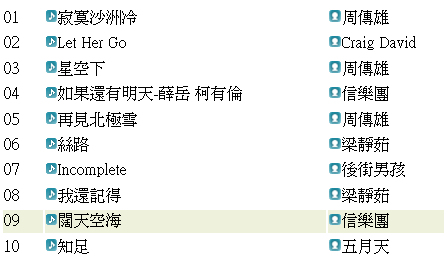 01 寂寞沙洲冷 周傳雄
02 Let Her Go Craig David
03 星空下 周傳雄
04 如果還有明天-薛岳 柯有倫 信樂團
05 再見北極雪 周傳雄
06 絲路 梁靜茹
07 Incomplete 後街男孩
08 我還記得 梁靜茹
09 闊天空海 信樂團
10 知足 五月天